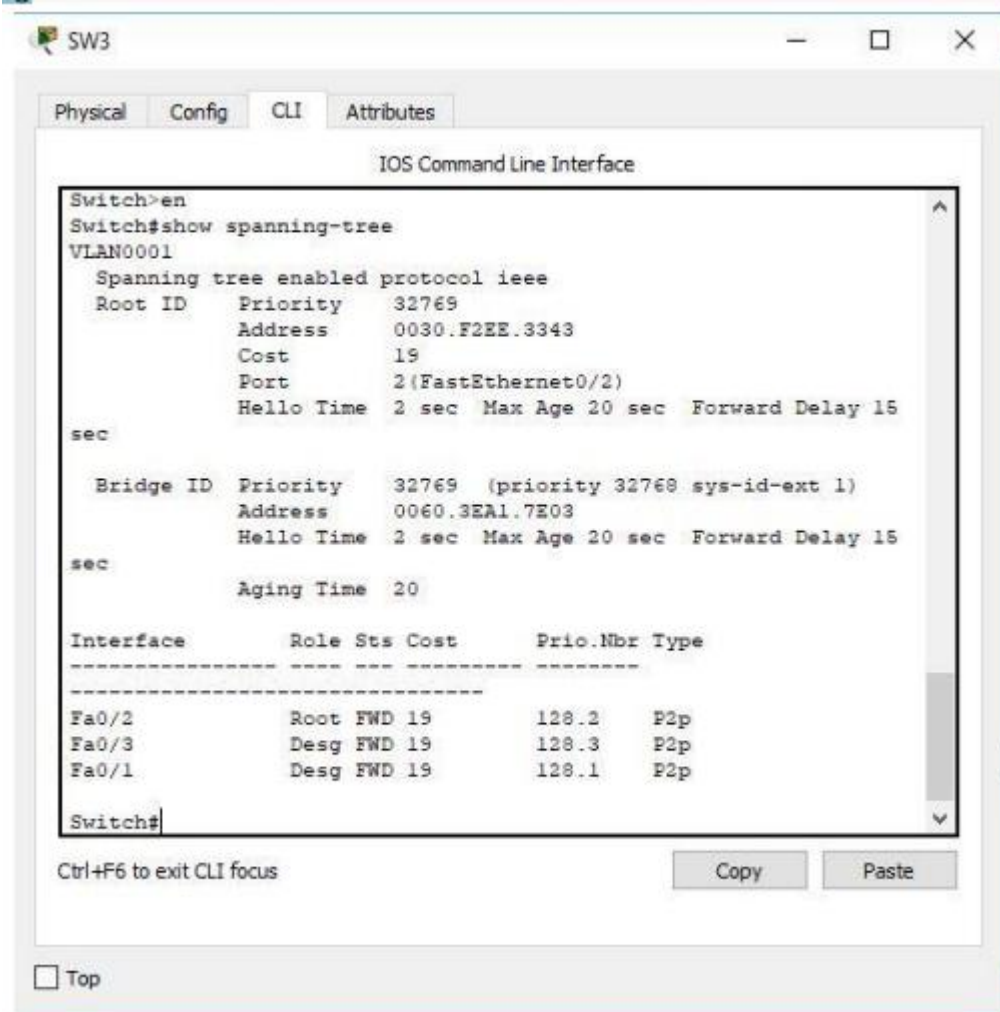 SW3
Physical Config CLI Attributes
IOS Command Line Interface
Switch>en
Switch#show spanning-tree
VLAN0001
Spanning tree enabled protocol ieee
Root ID Priority 32769
Address 0030.F2EE.3343
Cost 19
Port 2(FastEthernet0/2)
Hello Time 2 sec Max Age 20 sec Forward Delay 15
sec
Bridge ID Priority 32769 (priority 32768 sys-id-ext 1)
Address 0060.3EA1.7E03
Hello Time 2 sec Max Age 20 sec Forward Delay 15
sec
Aging Time 20
Interface Role Sts Cost Prio.Nbr Type
---------------- ---- --- --------- --------
--------------------------------
Fa0/2 Root FWD 19 128.2 P2p
Fa0/3 Desg FWD 19 128.3 P2p
Fa0/1 Desg FWD 19 128.1 P2p
Switch#
Ctrl+F6 to exit CLI focus
Copy Paste
Top